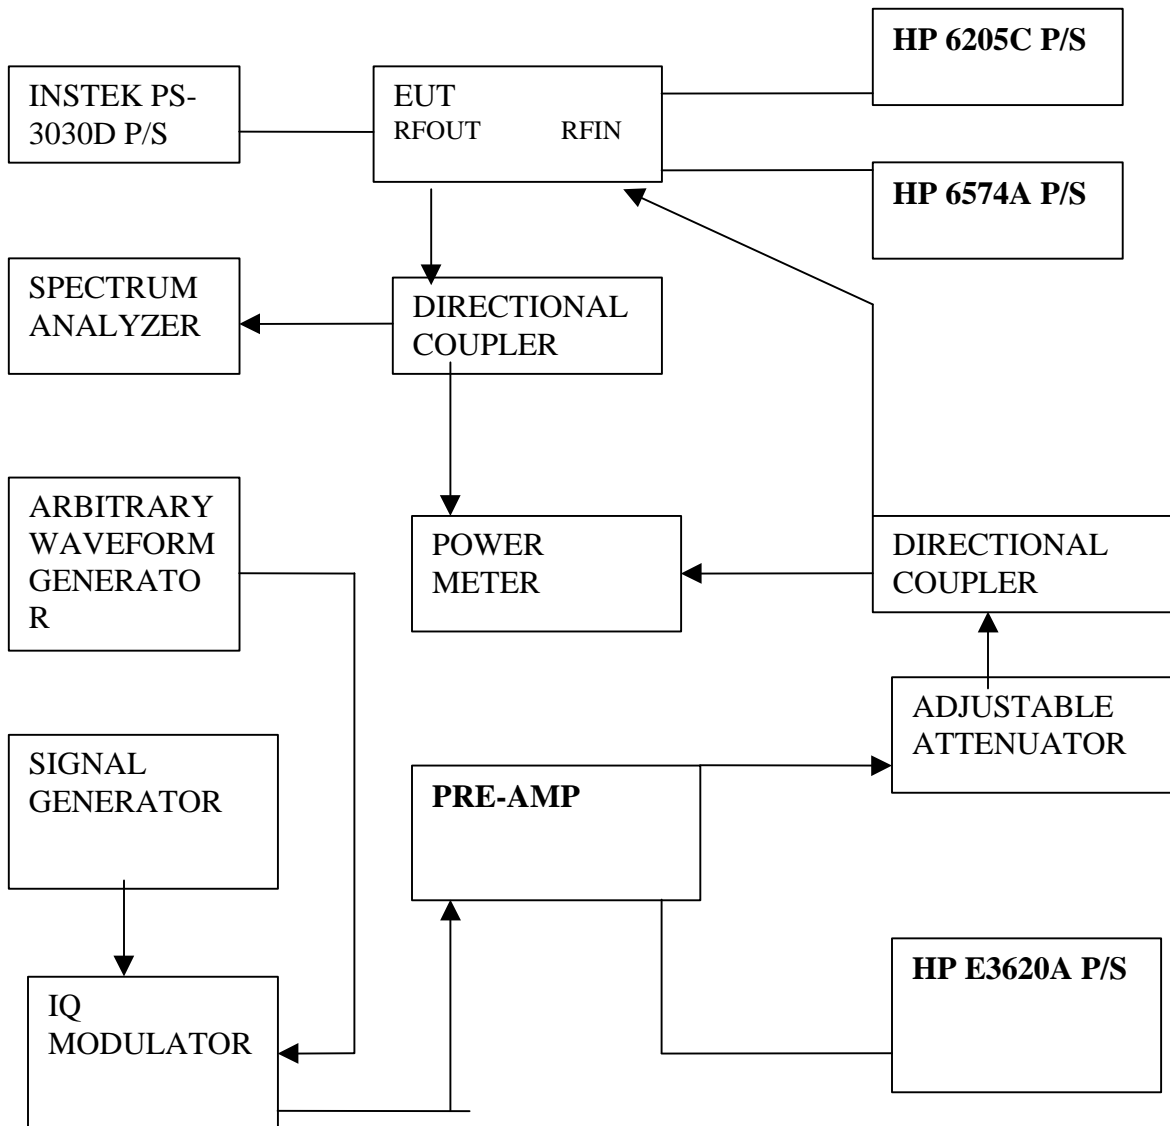 HP 6205C P/S
INSTEK PS-
3030D P/S
EUT
RFOUT RFIN
HP 6574A P/S
SPECTRUM
ANALYZER
DIRECTIONAL
COUPLER
ARBITRARY
WAVEFORM
GENERATO
R
POWER
METER
DIRECTIONAL
COUPLER
ADJUSTABLE
ATTENUATOR
SIGNAL
GENERATOR
PRE-AMP
HP E3620A P/S
IQ
MODULATOR